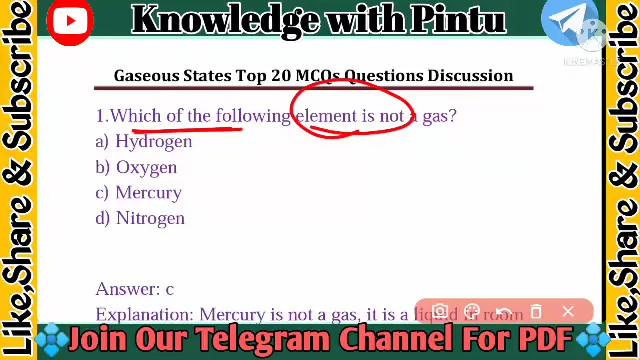 Knowledge with Pintu
Like,Share & Subscribe
Like,Share & Subscribe
KINEMASTER
Gaseous States Top 20 MCQs Questions Discussion
1.Which of the following element is not a gas?
a) Hydrogen
b) Oxygen
c) Mercury
d) Nitrogen
Answer: c
Explanation: Mercury is not a gas, it is a liquid room
Join Our Telegram Channel For PDF